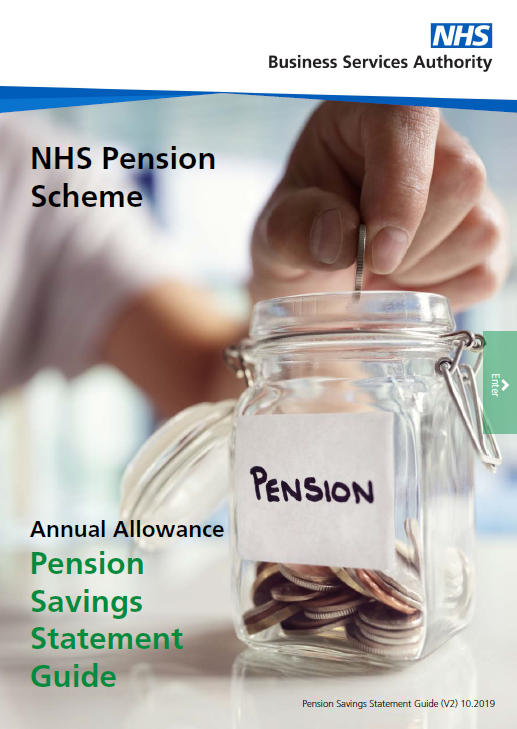 NHS
Business Services Authority
NHS Pension
Scheme
Enter
PENSION
Annual Allowance
Pension
Savings
Statement
Guide
Pension Savings Statement Guide (V2) 10.2019